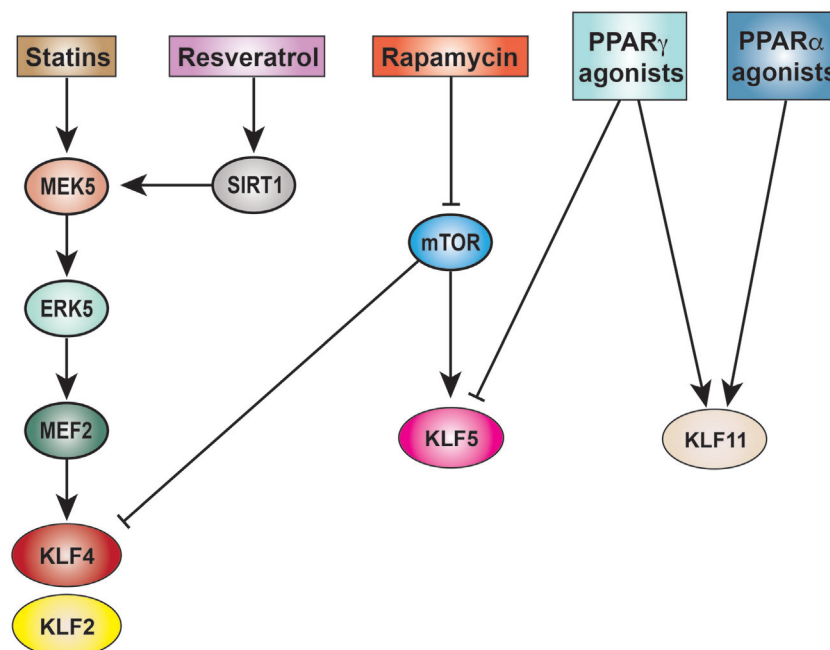 Statins
Resveratrol
Rapamycin
PPARγ
agonists
PPARα
agonists
MEK5
SIRT1
mTOR
ERK5
MEF2
KLF5
KLF11
KLF4
KLF2